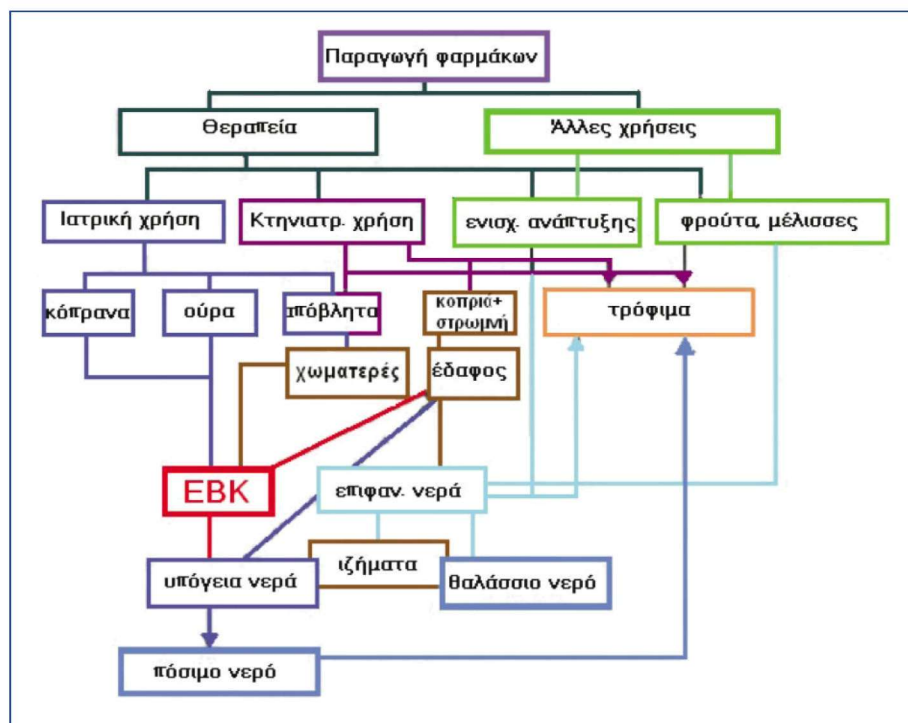 Παραγωγή φαρμάκων
Θεραπεία
Άλλες χρήσεις
Ιατρική χρήση
Κτηνιατρ. χρήση
ενισχ. ανάπτυξης
φρούτα, μέλισσες
κόπρανα
ούρα
απόβλητα
κοπριά+
στρωμνή
τρόφιμα
χωματερές
έδαφος
ΕΒΚ
επιφαν. νερά
υπόγεια νερά
ιζήματα
θαλάσσιο νερό
πόσιμο νερό